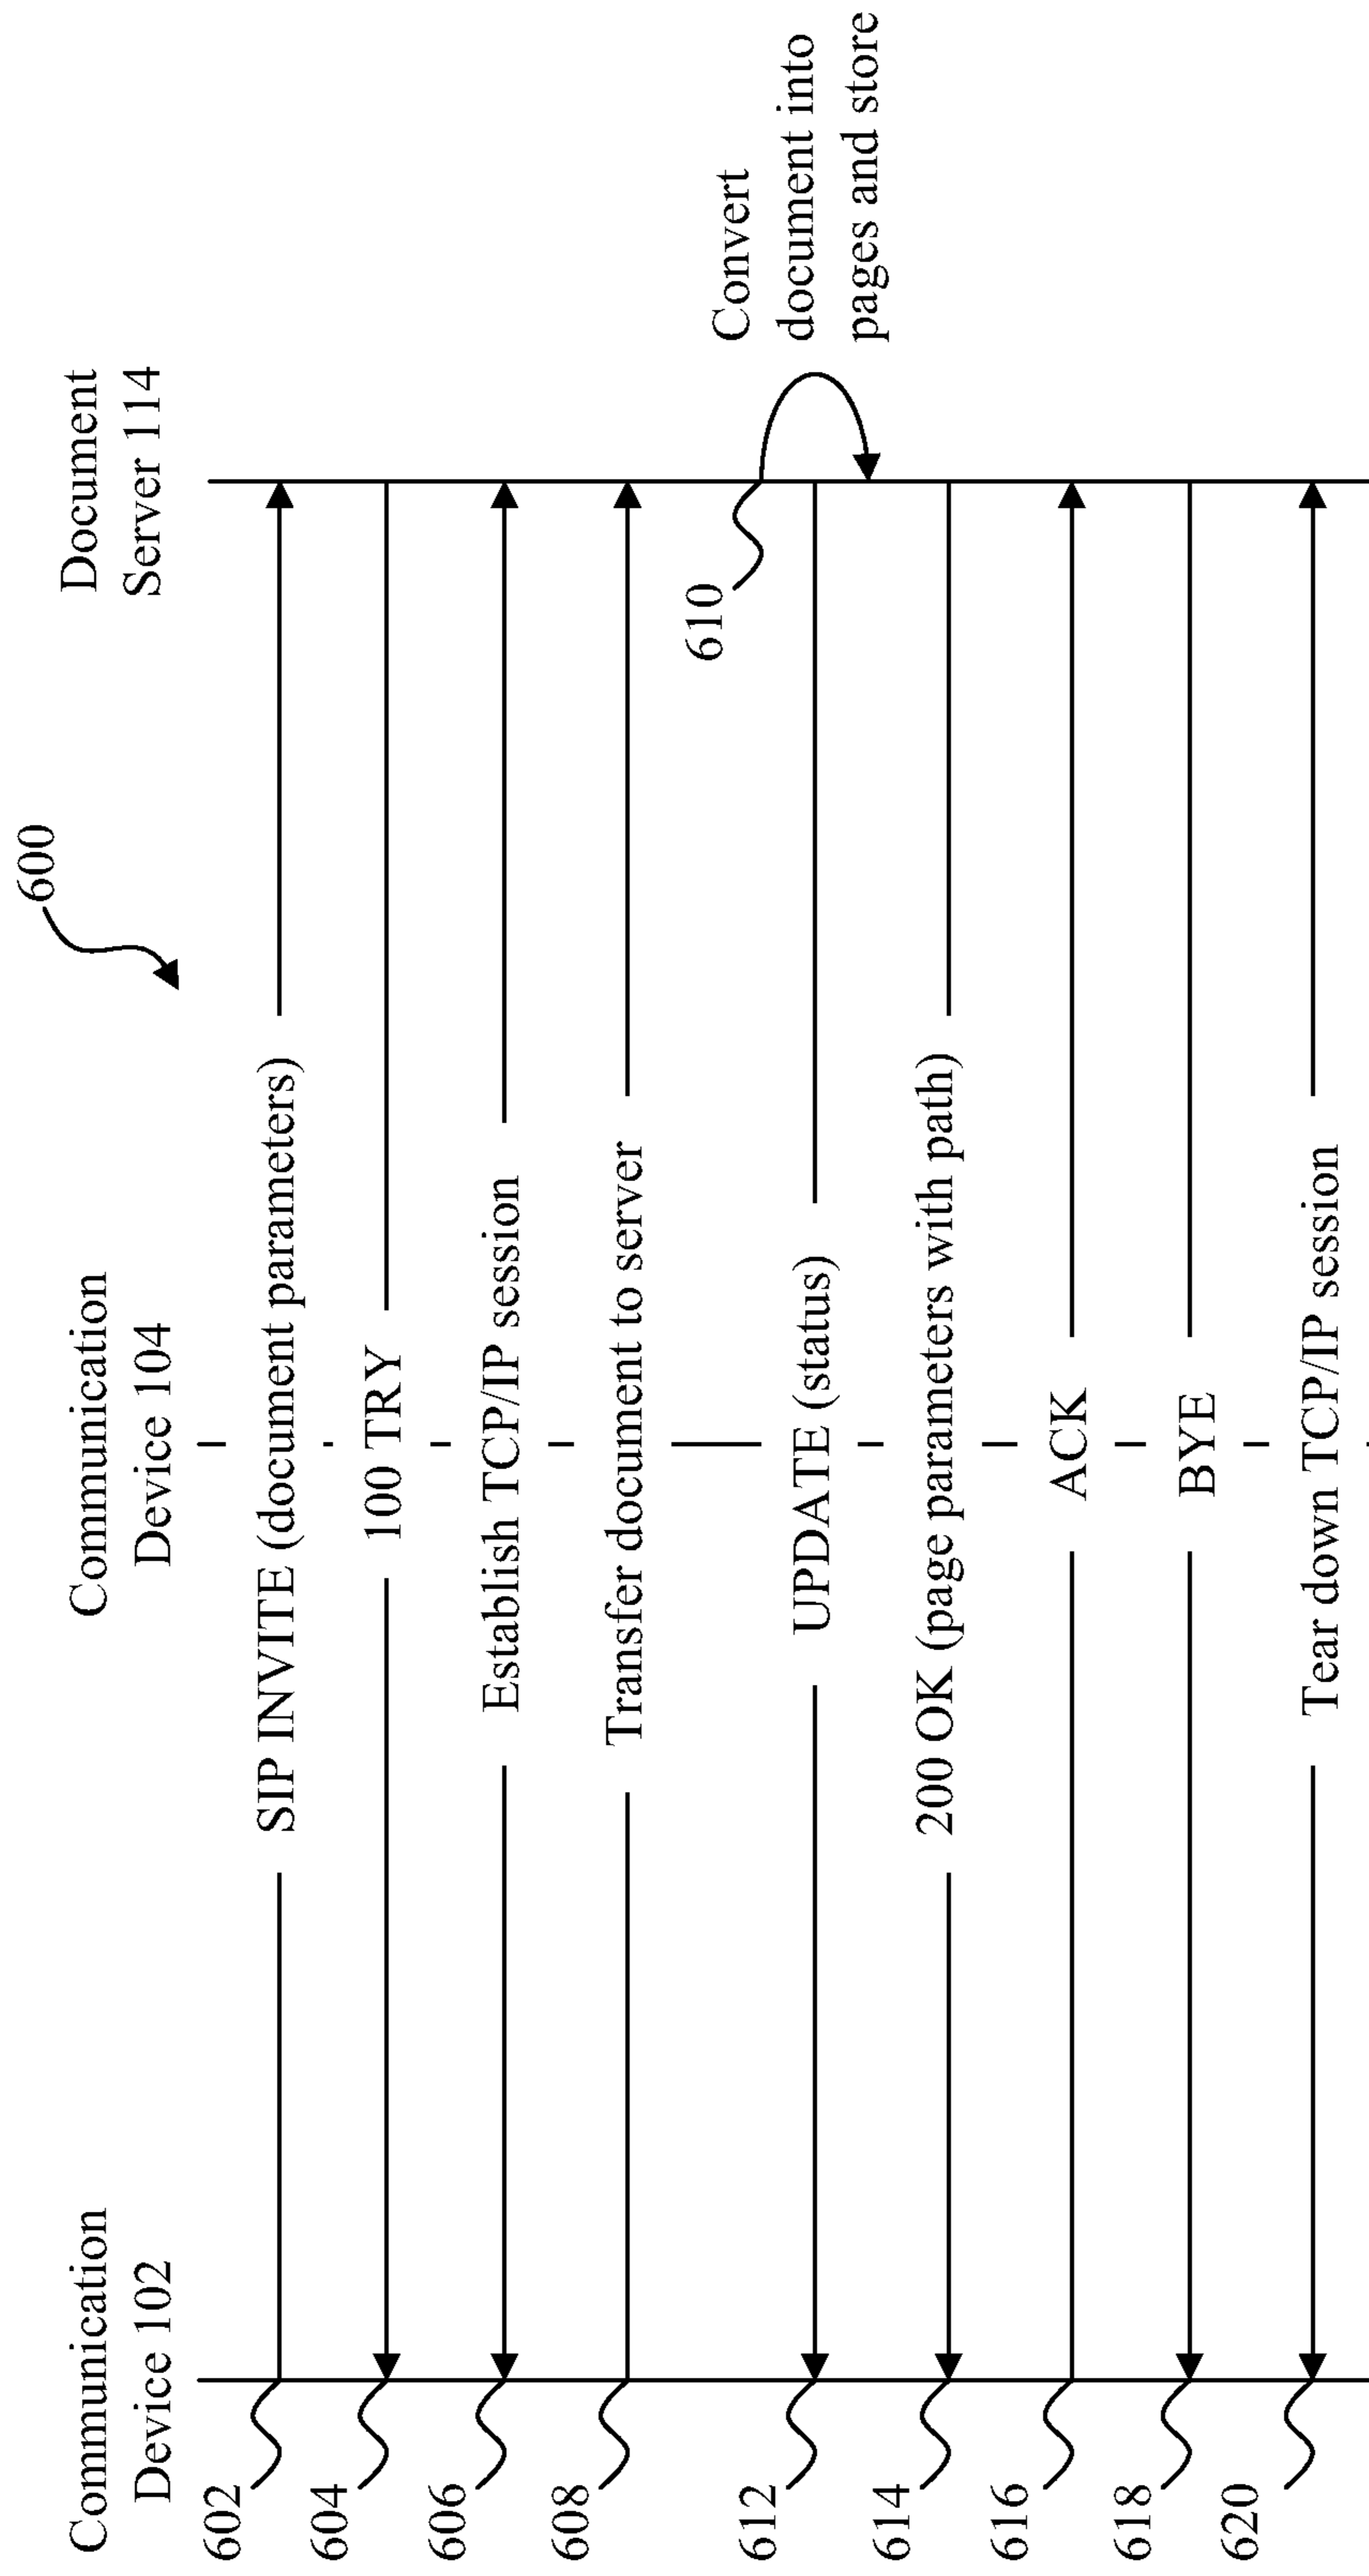 600
Communication
Device 102
Communication
Device 104
Document
Server 114
602
SIP INVITE (document parameters)
604
100 TRY
606
Establish TCP/IP session
608
Transfer document to server
610
Convert
document into
pages and store
612
UPDATE (status)
614
200 OK (page parameters with path)
616
ACK
618
BYE
620
Tear down TCP/IP session